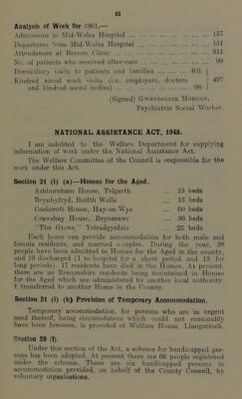 62
Analysis of Week for 1963.—
Admissions to Mid-Wales Hospital ... 157
Departures from Mid-Wales Hospital ... 151
Attendances at Brecon Clinic ... 311
No. of patients who received after-care ... 99
Domiciliary visits to patients and families ... 401 }
Kindred social work visits (i.e. employers, doctors } 497
and kindred social bodies) ... 96 }
(Signed) GWENDOLINE MORGAN,
Psychiatric Social Worker.
NATIONAL ASSISTANCE ACT, 1948.
I am indebted to the Welfare Department for supplying
information of work under the National Assistance Act.
The Welfare Committee of the Council is responsible for the
work under this Act.
Section 21 (1) (a)—Homes for the Aged.
Ashburnham House, Talgarth ... 15 beds
Brynhyfryd, Builth Wells ... 15 beds
Cockcroft House, Hay-on-Wye ... 60 beds
Crawshay House, Brynmawr ... 36 beds
"The Grove," Ystradgynlais ... 25 beds
Each home can provide accommodation for both male and
female residents, and married couples. During the year, 39
people have been admitted to Homes for the Aged in the county,
and 19 discharged (1 to hospital for a short period and 13 for
long periods). 17 residents have died in the Homes. At present
there are no Breconshire residents being maintained in Homes
for the Aged which are administered by another local authority.
1 transferred to another Home in the County.
Section 21 (1) (b) Provision of Temporary Accommodation.
Temporary accommodation, for persons who are in urgent
need thereof, being circumstances which could not reasonably
have been foreseen, is provided at Welfare House, Llangattock.
Section 29 (1).
Under this section of the Act, a scheme for handicapped per-
sons has been adopted. At present there are 66 people registered
under the scheme. There are six handicapped persons in
accommodation provided, on behalf of the County Council, by
voluntary organisations.